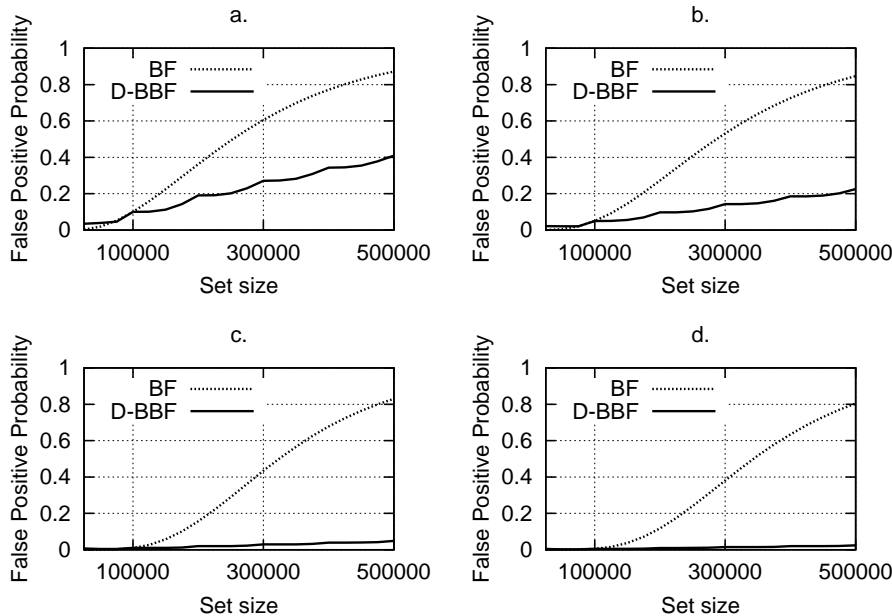 a.
False Positive Probability
1
0.8
0.6
0.4
0.2
0
BF
D-BBF
100000
300000
500000
Set size
b.
False Positive Probability
1
0.8
0.6
0.4
0.2
0
BF
D-BBF
100000
300000
500000
Set size
c.
False Positive Probability
1
0.8
0.6
0.4
0.2
0
BF
D-BBF
100000
300000
500000
Set size
d.
False Positive Probability
1
0.8
0.6
0.4
0.2
0
BF
D-BBF
100000
300000
500000
Set size